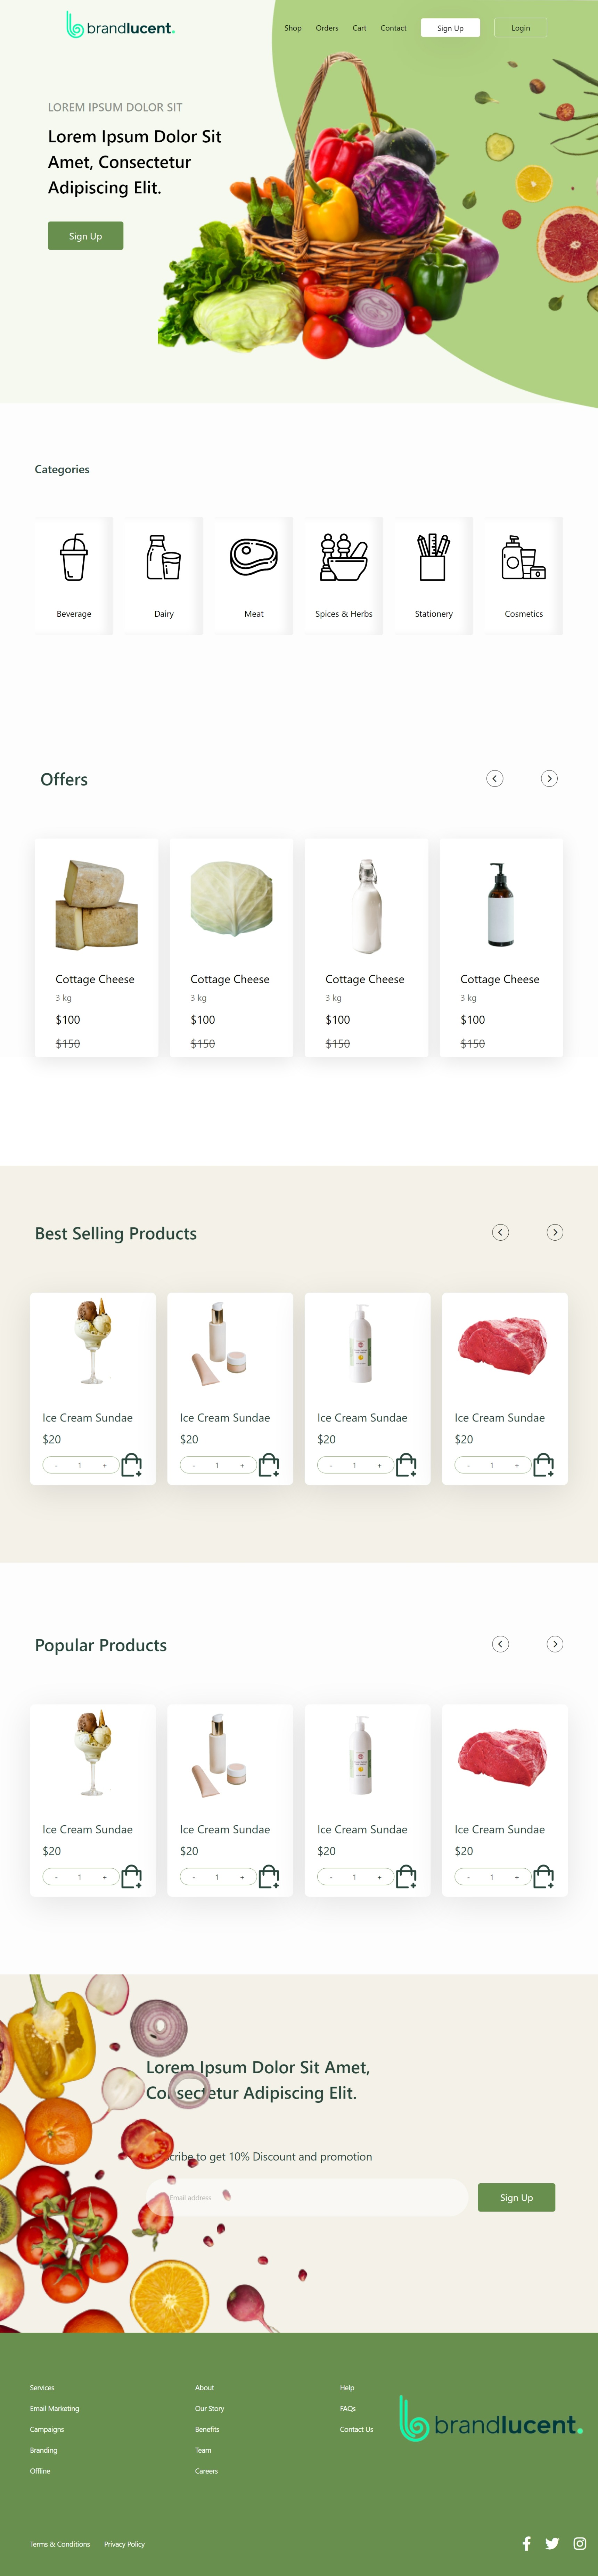 brandlucent.
Shop Orders Cart Contact Sign Up Login
LOREM IPSUM DOLOR SIT
Lorem Ipsum Dolor Sit
Amet, Consectetur
Adipiscing Elit.
Sign Up
Categories
Beverage Dairy Meat Spices & Herbs Stationery Cosmetics
Offers
Cottage Cheese Cottage Cheese Cottage Cheese Cottage Cheese
3 kg 3 kg 3 kg 3 kg
$100 $100 $100 $100
$150 $150 $150 $150
Best Selling Products
Ice Cream Sundae Ice Cream Sundae Ice Cream Sundae Ice Cream Sundae
$20 $20 $20 $20
- 1 + - 1 + - 1 + - 1 +
Popular Products
Ice Cream Sundae Ice Cream Sundae Ice Cream Sundae Ice Cream Sundae
$20 $20 $20 $20
- 1 + - 1 + - 1 + - 1 +
Lorem Ipsum Dolor Sit Amet,
Consectetur Adipiscing Elit.
to get 10% Discount and promotion
Email address Sign Up
Services About Help
Email Marketing Our Story FAQs
Campaigns Benefits Contact Us
brandlucent.
Branding Team
Offline Careers
Terms & Conditions Privacy Policy